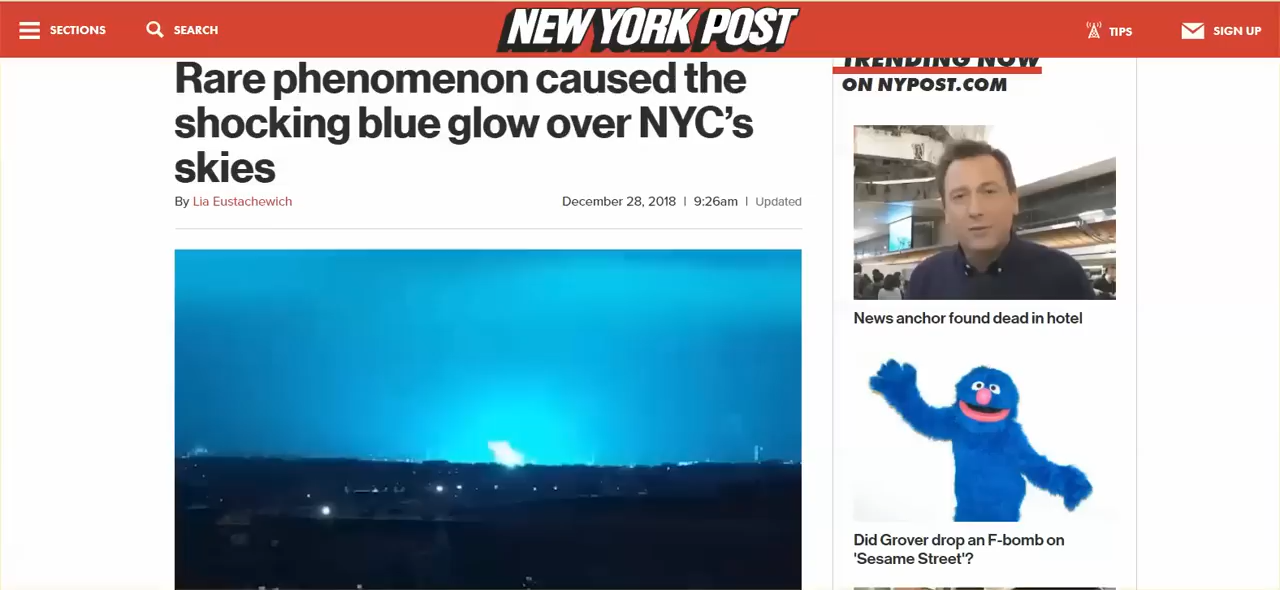 SECTIONS
SEARCH
NEW YORK POST
TIPS
SIGN UP
Rare phenomenon caused the
shocking blue glow over NYC’s
skies
By Lia Eustachewich
December 28, 2018 | 9:26am | Updated
TRENDING NOW
ON NYPOST.COM
News anchor found dead in hotel
Did Grover drop an F-bomb on
'Sesame Street'?